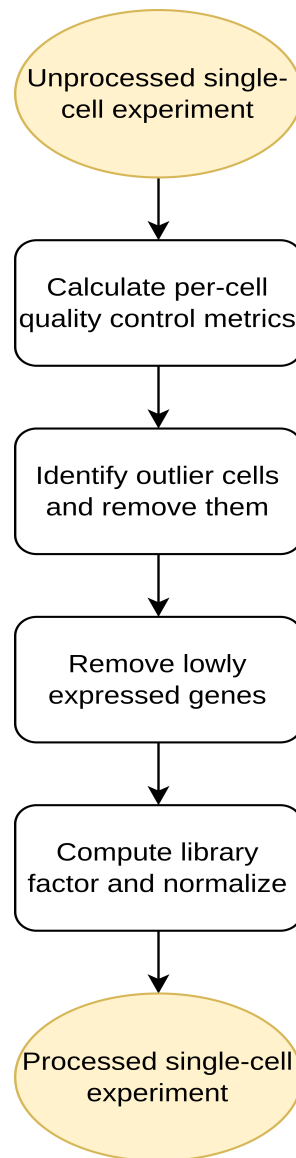 Unprocessed single-
cell experiment
Calculate per-cell
quality control metrics
Identify outlier cells
and remove them
Remove lowly
expressed genes
Compute library
factor and normalize
Processed single-cell
experiment